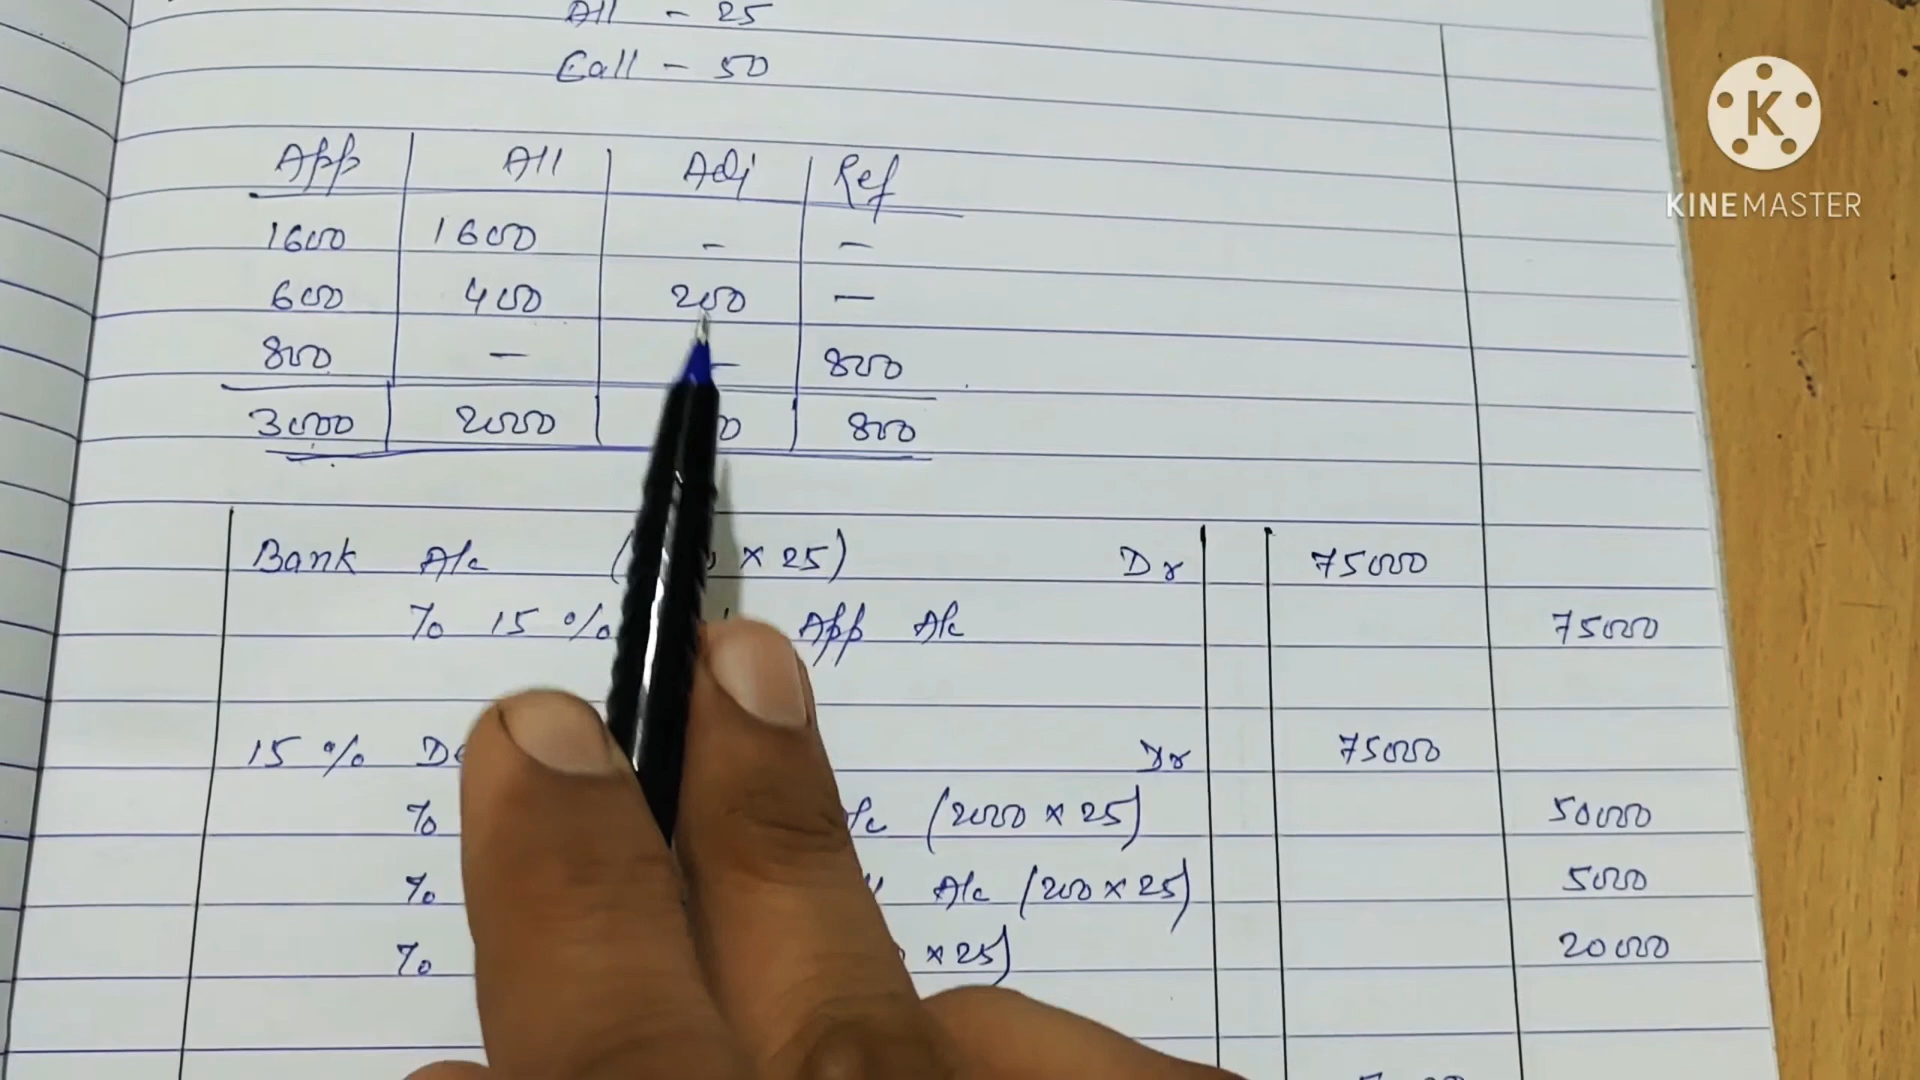 All - 25
Call - 50
K
KINEMASTER
App All Adj Ref
1600 1600 - -
600 400 200 -
800 - - 800
3000 2000 800
Bank A/c ( × 25) Dr 75000
To 15 % App A/c 75000
15 % Dr 75000
To (2000 × 25) 50000
To A/c (200 × 25) 5000
To × 25) 20000